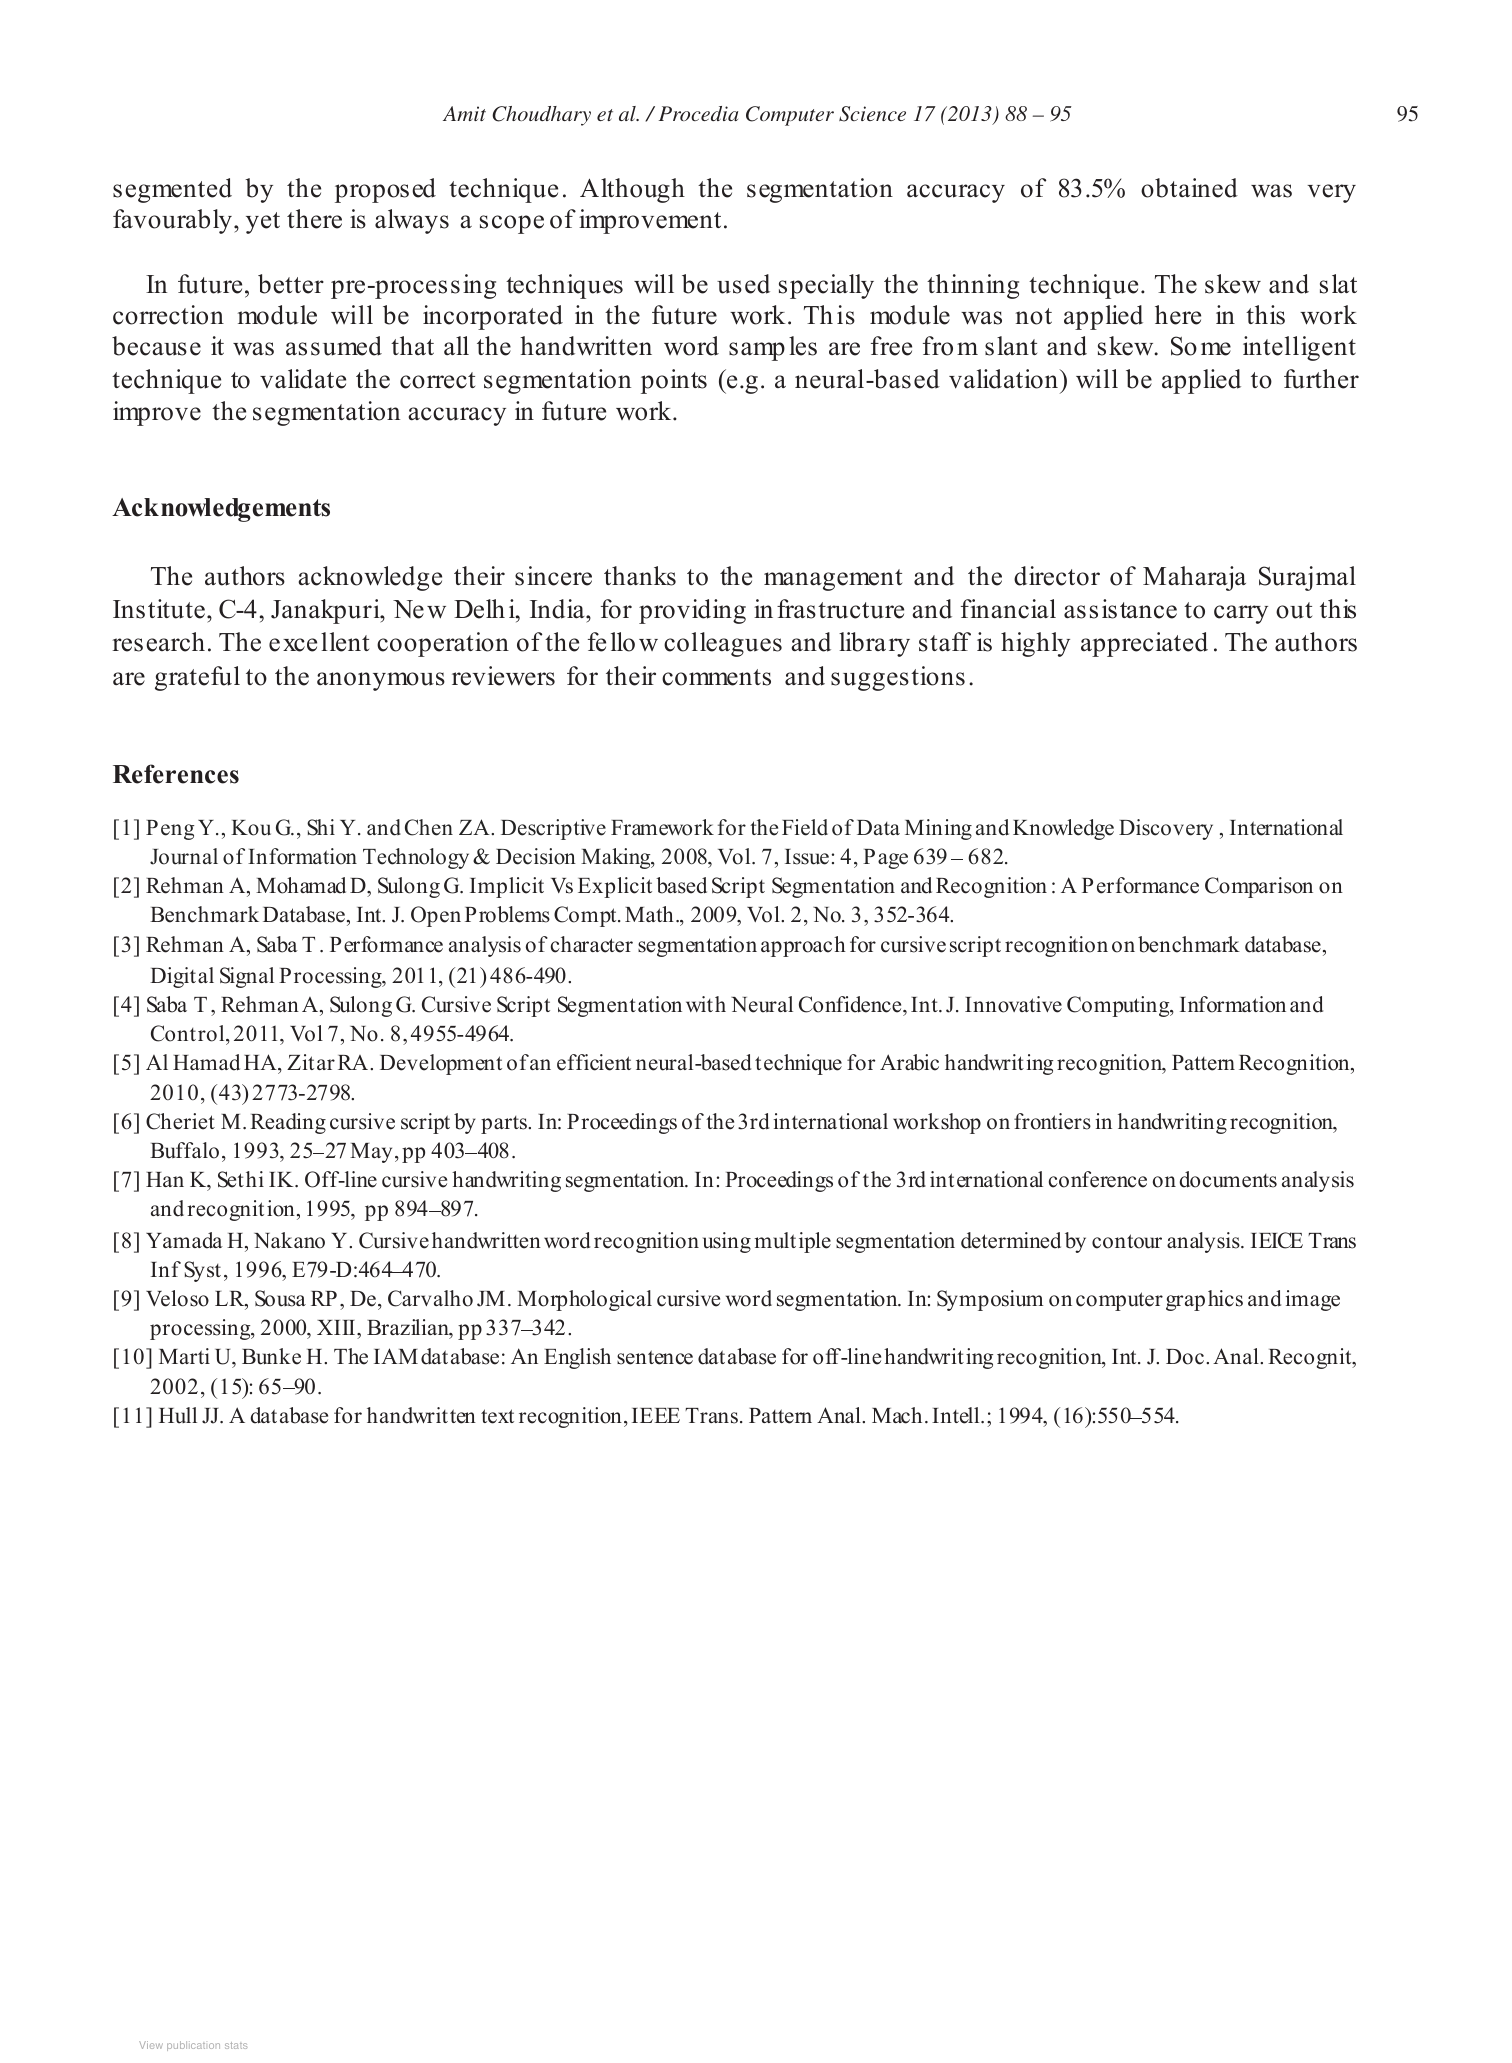 Amit Choudhary et al. / Procedia Computer Science 17 (2013) 88 – 95
95
segmented by the proposed technique. Although the segmentation accuracy of 83.5% obtained was very
favourably, yet there is always a scope of improvement.
In future, better pre-processing techniques will be used specially the thinning technique. The skew and slat
correction module will be incorporated in the future work. This module was not applied here in this work
because it was assumed that all the handwritten word samples are free from slant and skew. Some intelligent
technique to validate the correct segmentation points (e.g. a neural-based validation) will be applied to further
improve the segmentation accuracy in future work.
Acknowledgements
The authors acknowledge their sincere thanks to the management and the director of Maharaja Surajmal
Institute, C-4, Janakpuri, New Delhi, India, for providing infrastructure and financial assistance to carry out this
research. The excellent cooperation of the fellow colleagues and library staff is highly appreciated. The authors
are grateful to the anonymous reviewers for their comments and suggestions.
References
[1] Peng Y., Kou G., Shi Y. and Chen ZA. Descriptive Framework for the Field of Data Mining and Knowledge Discovery , International
Journal of Information Technology & Decision Making, 2008, Vol. 7, Issue: 4, Page 639 – 682.
[2] Rehman A, Mohamad D, Sulong G. Implicit Vs Explicit based Script Segmentation and Recognition : A Performance Comparison on
Benchmark Database, Int. J. Open Problems Compt. Math., 2009, Vol. 2, No. 3, 352-364.
[3] Rehman A, Saba T. Performance analysis of character segmentation approach for cursive script recognition on benchmark database,
Digital Signal Processing, 2011, (21) 486-490.
[4] Saba T, Rehman A, Sulong G. Cursive Script Segmentation with Neural Confidence, Int. J. Innovative Computing, Information and
Control, 2011, Vol 7, No. 8, 4955-4964.
[5] Al Hamad HA, Zitar RA. Development of an efficient neural-based technique for Arabic handwriting recognition, Pattern Recognition,
2010, (43) 2773-2798.
[6] Cheriet M. Reading cursive script by parts. In: Proceedings of the 3rd international workshop on frontiers in handwriting recognition,
Buffalo, 1993, 25–27 May, pp 403–408.
[7] Han K, Sethi IK. Off-line cursive handwriting segmentation. In: Proceedings of the 3rd international conference on documents analysis
and recognition, 1995, pp 894–897.
[8] Yamada H, Nakano Y. Cursive handwritten word recognition using multiple segmentation determined by contour analysis. IEICE Trans
Inf Syst, 1996, E79-D:464–470.
[9] Veloso LR, Sousa RP, De, Carvalho JM. Morphological cursive word segmentation. In: Symposium on computer graphics and image
processing, 2000, XIII, Brazilian, pp 337–342.
[10] Marti U, Bunke H. The IAM database: An English sentence database for off-line handwriting recognition, Int. J. Doc. Anal. Recognit,
2002, (15): 65–90.
[11] Hull JJ. A database for handwritten text recognition, IEEE Trans. Pattern Anal. Mach. Intell.; 1994, (16):550–554.
View publication stats